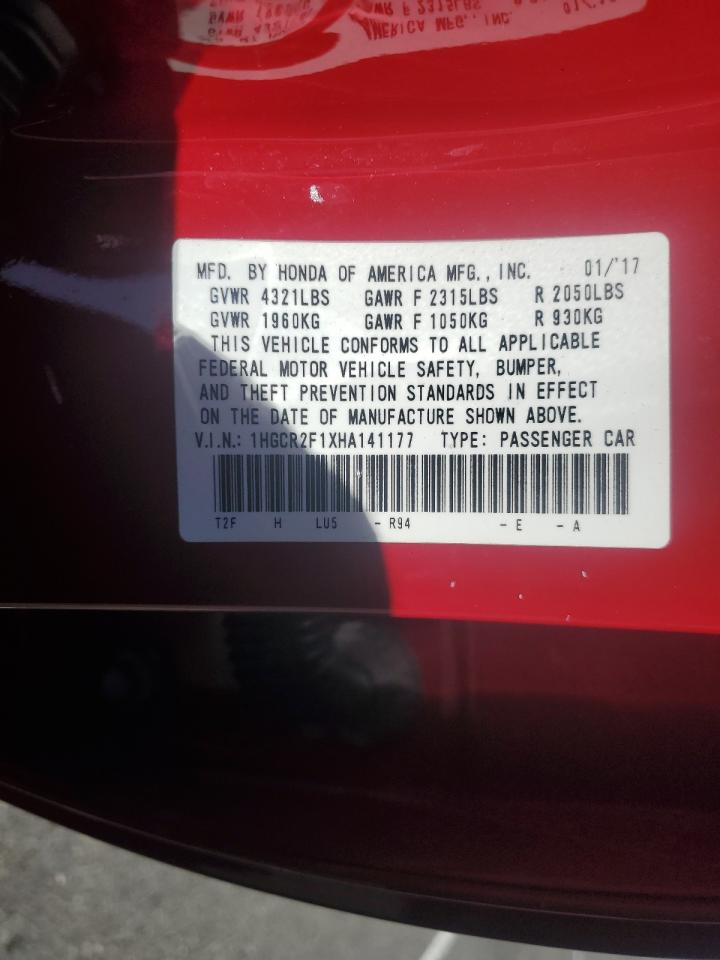 MFD. BY HONDA OF AMERICA MFG., INC. 01/'17
GVWR 4321LBS GAWR F 2315LBS R 2050LBS
GVWR 1960KG GAWR F 1050KG R 930KG
THIS VEHICLE CONFORMS TO ALL APPLICABLE
FEDERAL MOTOR VEHICLE SAFETY, BUMPER,
AND THEFT PREVENTION STANDARDS IN EFFECT
ON THE DATE OF MANUFACTURE SHOWN ABOVE.
V.I.N.: 1HGCR2F1XHA141177 TYPE: PASSENGER CAR
T2F H LU5 - R94 - E - A